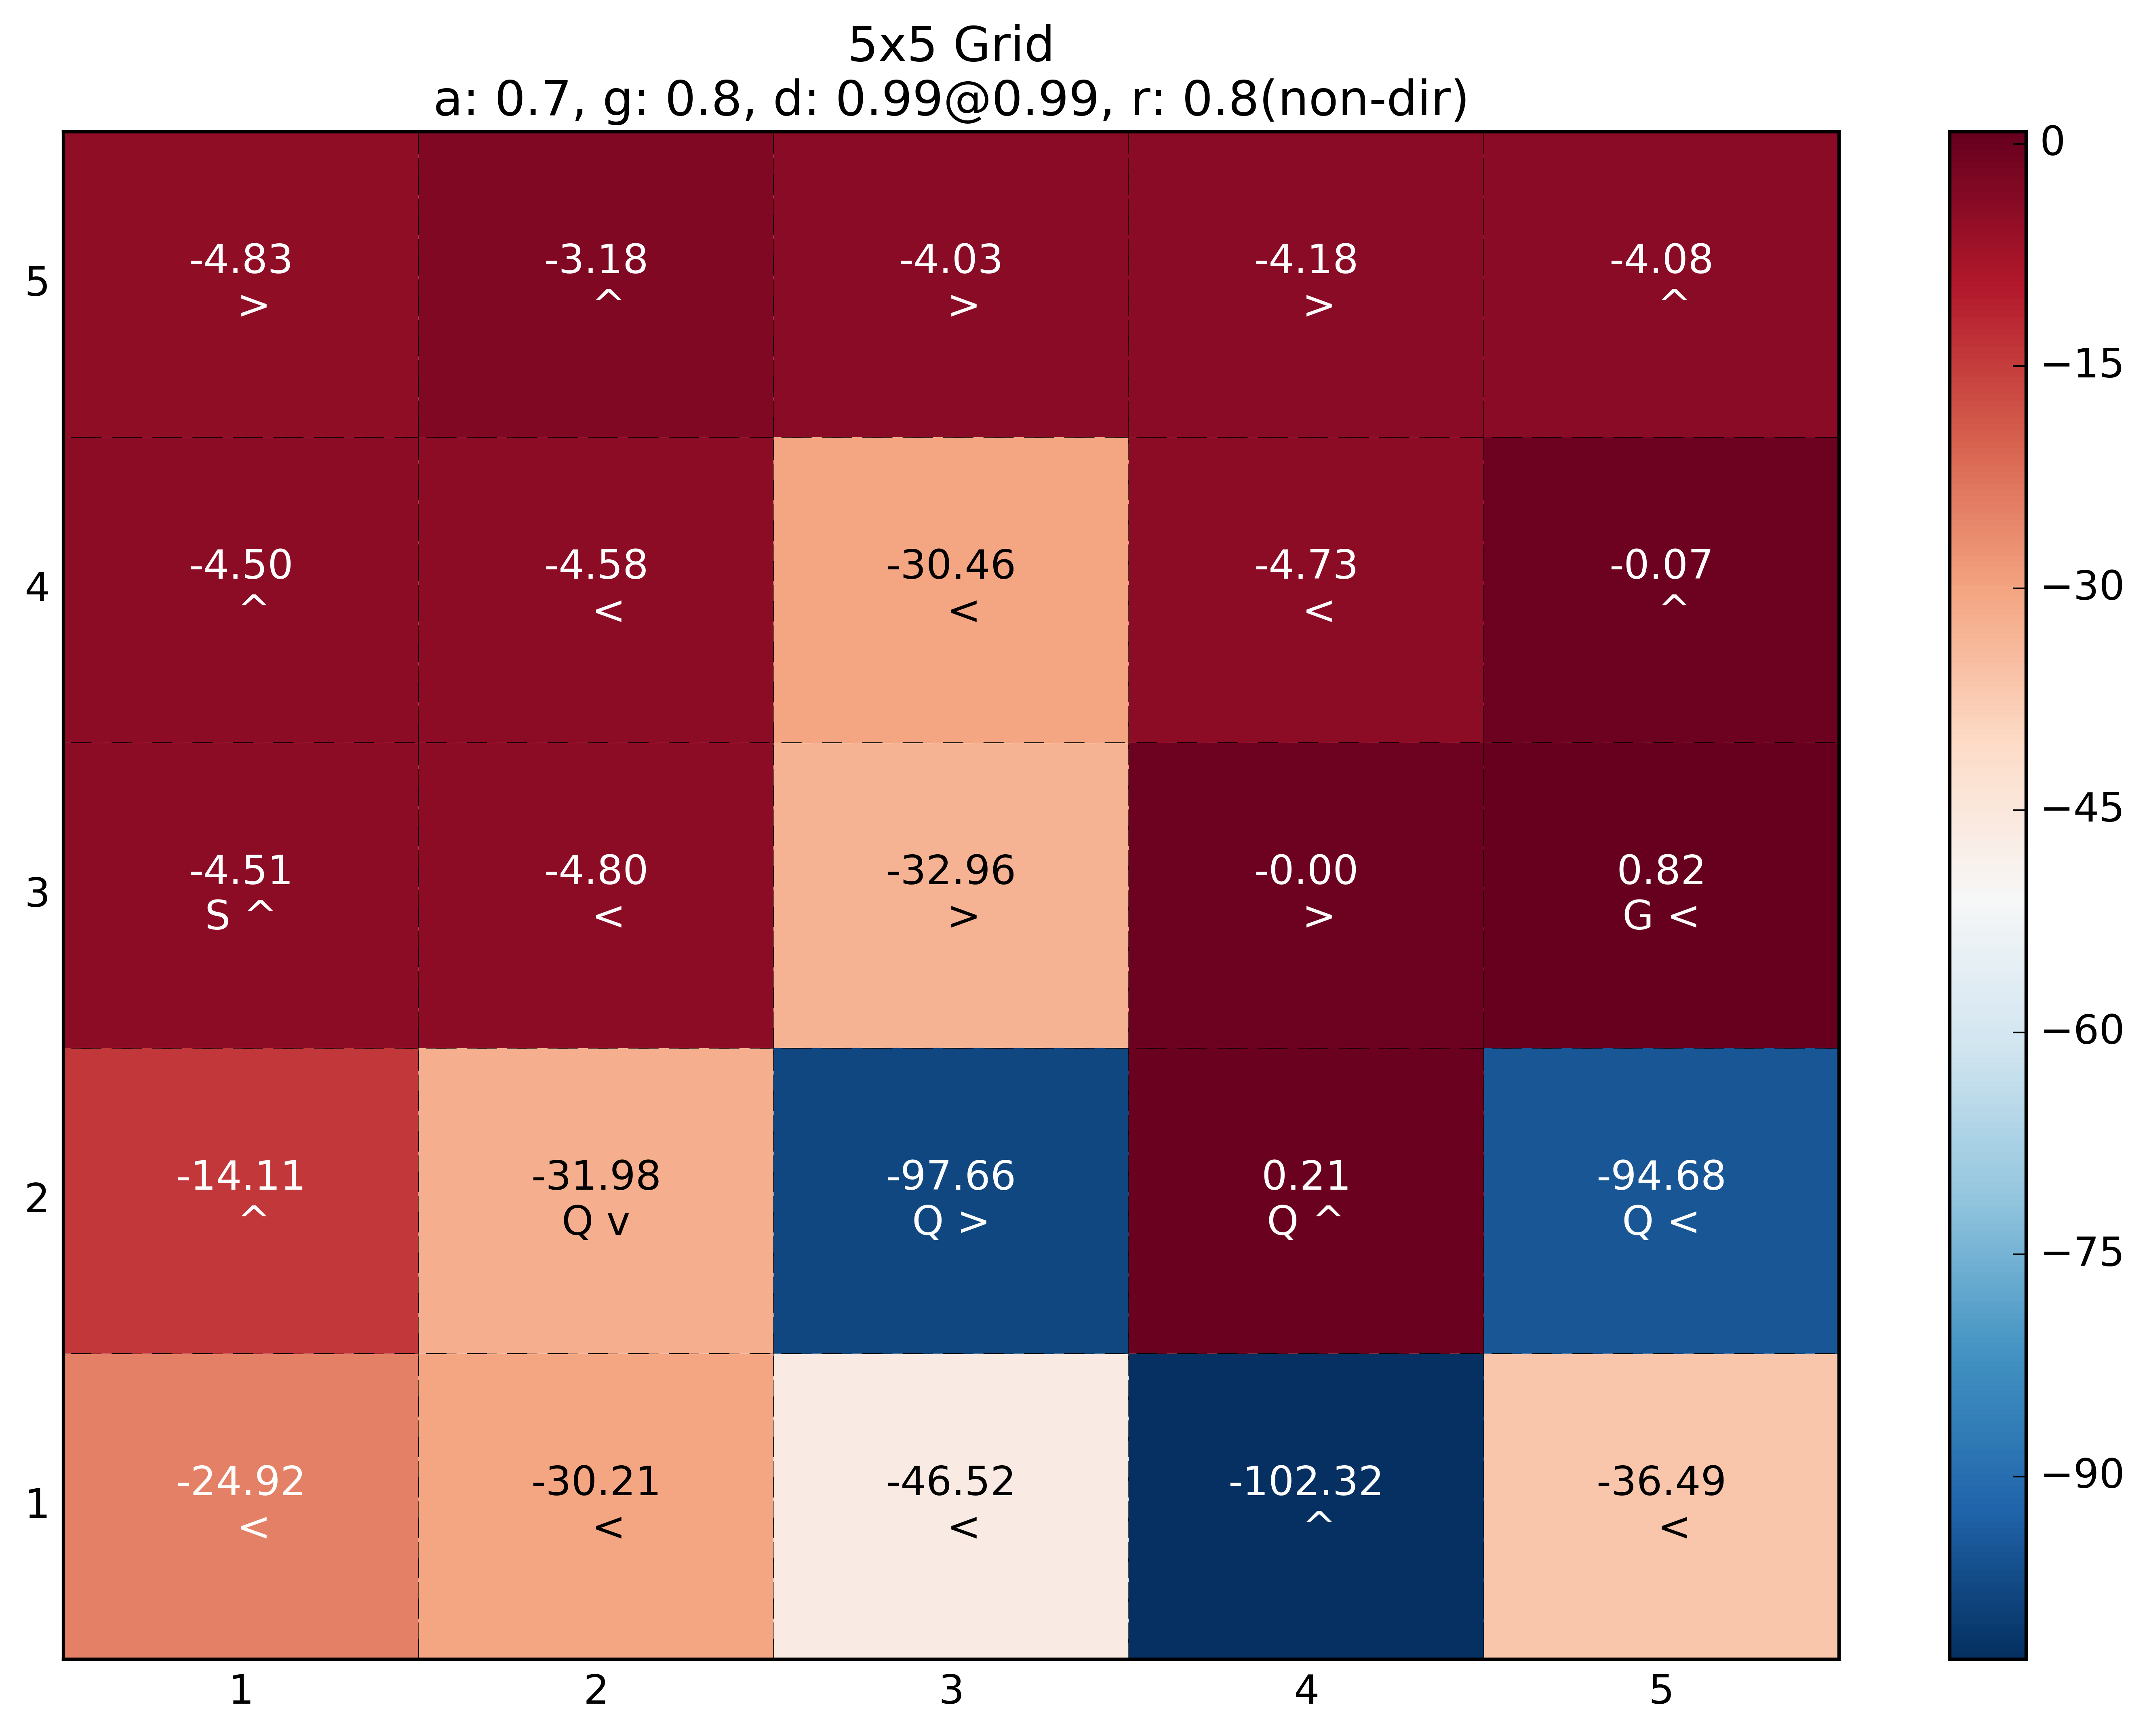 5x5 Grid
a: 0.7, g: 0.8, d: 0.99@0.99, r: 0.8(non-dir)
5
-4.83 -3.18 -4.03 -4.18 -4.08
> ^ > > ^
4
-4.50 -4.58 -30.46 -4.73 -0.07
^ < < < ^
3
-4.51 -4.80 -32.96 -0.00 0.82
S ^ < > > G <
2
-14.11 -31.98 -97.66 0.21 -94.68
^ Q v Q > Q ^ Q <
1
-24.92 -30.21 -46.52 -102.32 -36.49
< < < ^ <
1 2 3 4 5
0
−15
−30
−45
−60
−75
−90